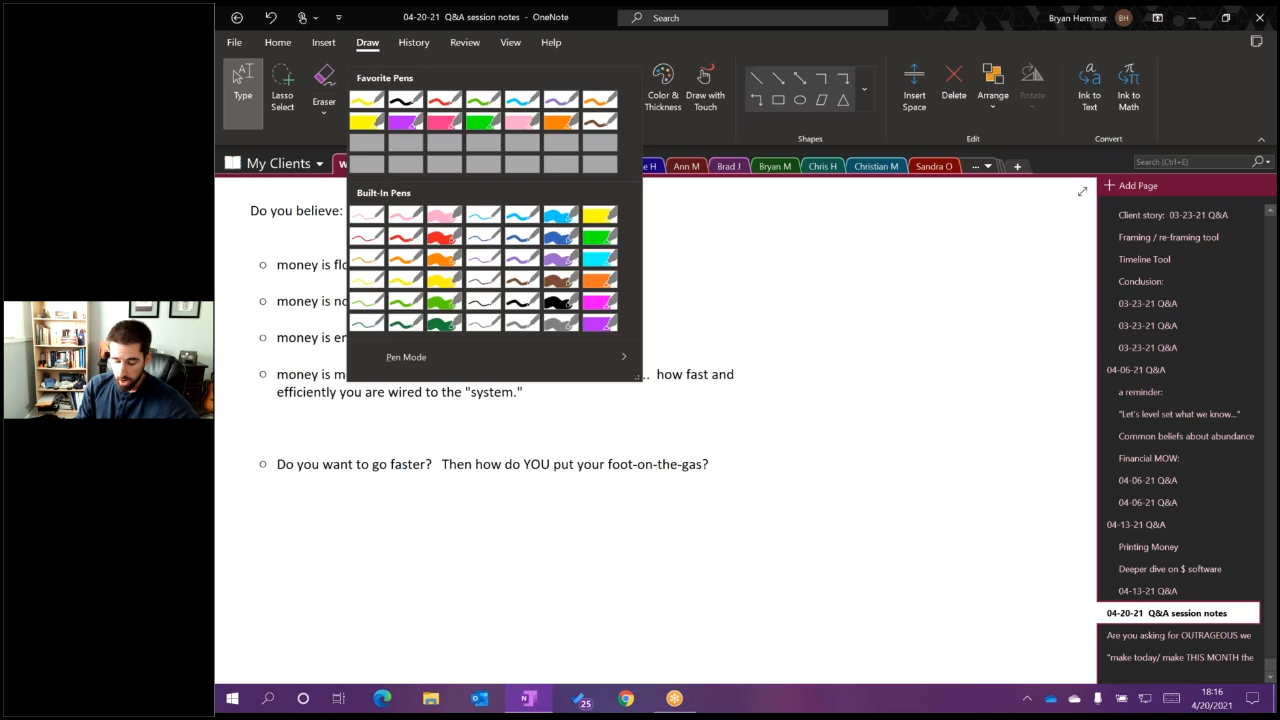 04-20-21 Q&A session notes - OneNote
Search
Bryan Hemmer
BH
File
Home
Insert
Draw
History
Review
View
Help
Type
Lasso Select
Eraser
Favorite Pens
Color & Thickness
Draw with Touch
Shapes
Insert Space
Delete
Arrange
Rotate
Edit
Ink to Text
Ink to Math
Convert
My Clients
W
e H
Ann M
Brad J
Bryan M
Chris H
Christian M
Sandra O
...
Search (Ctrl+E)
Built-In Pens
Pen Mode
Do you believe:
money is flo
money is no
money is en
money is m .. how fast and
efficiently you are wired to the "system."
Do you want to go faster? Then how do YOU put your foot-on-the-gas?
Add Page
Client story: 03-23-21 Q&A
Framing / re-framing tool
Timeline Tool
Conclusion:
03-23-21 Q&A
03-23-21 Q&A
03-23-21 Q&A
04-06-21 Q&A
a reminder:
"Let's level set what we know..."
Common beliefs about abundance
Financial MOW:
04-06-21 Q&A
04-06-21 Q&A
04-13-21 Q&A
Printing Money
Deeper dive on $ software
04-13-21 Q&A
04-20-21 Q&A session notes
Are you asking for OUTRAGEOUS we
"make today/ make THIS MONTH the
25
18:16
4/20/2021